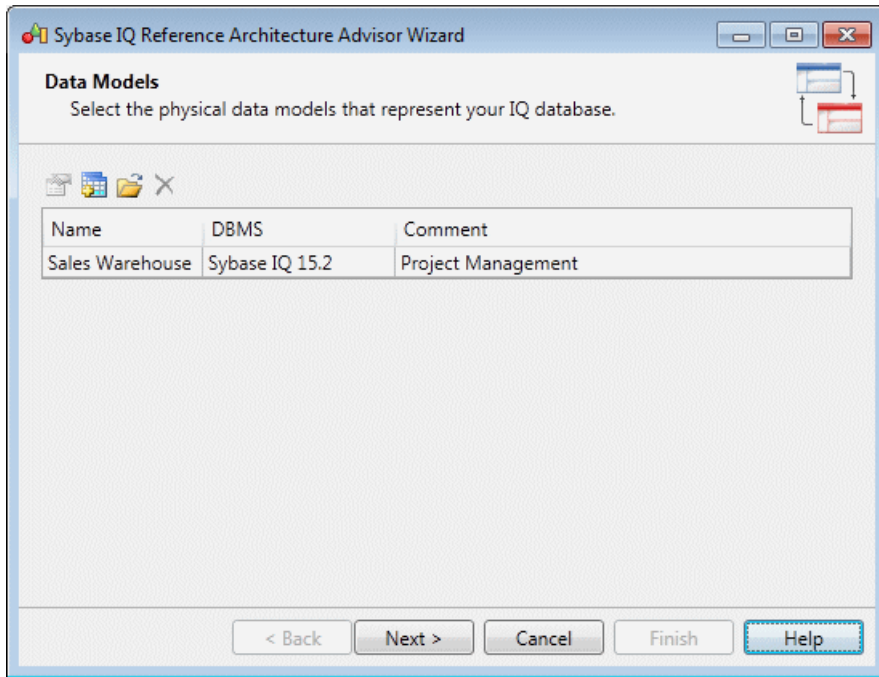 Sybase IQ Reference Architecture Advisor Wizard
Data Models
Select the physical data models that represent your IQ database.
Name DBMS Comment
Sales Warehouse Sybase IQ 15.2 Project Management
< Back Next > Cancel Finish Help